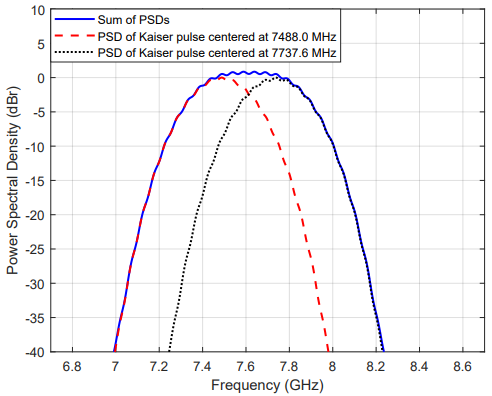 10
5
0
-5
-10
-15
-20
-25
-30
-35
-40
Power Spectral Density (dBr)
Sum of PSDs
PSD of Kaiser pulse centered at 7488.0 MHz
PSD of Kaiser pulse centered at 7737.6 MHz
6.8 7 7.2 7.4 7.6 7.8 8 8.2 8.4 8.6
Frequency (GHz)